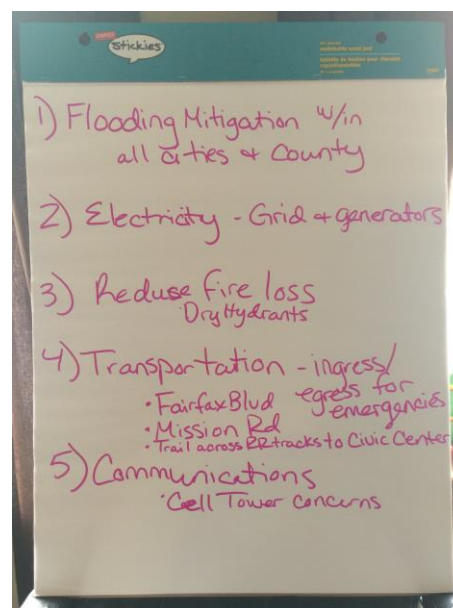 STAPLES
Stickies
1) Flooding Mitigation w/in
all cities & County
2) Electricity - Grid & generators
3) Reduse fire loss
Dry Hydrants
4) Transportation - ingress/
egress for
emergencies
• Fairfax Blvd
• Mission Rd
• Trail across RR tracks to Civic Center
5) Communications
• Cell Tower concerns